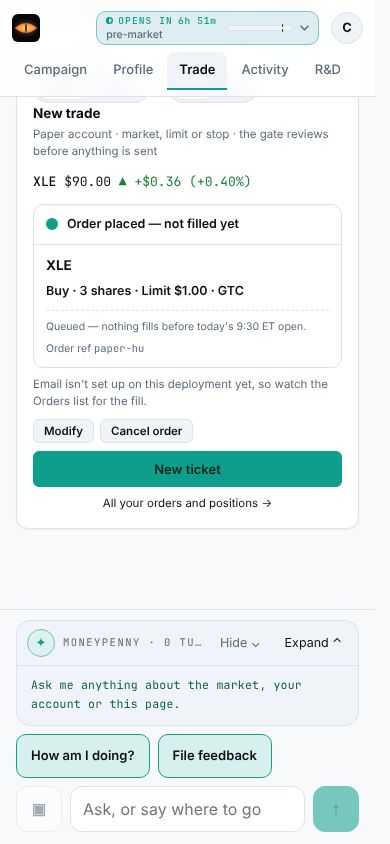 OPENS IN 6h 51m
pre-market
C
Campaign Profile Trade Activity R&D
New trade
Paper account · market, limit or stop · the gate reviews
before anything is sent
XLE $90.00 ▲ +$0.36 (+0.40%)
Order placed — not filled yet
XLE
Buy · 3 shares · Limit $1.00 · GTC
Queued — nothing fills before today's 9:30 ET open.
Order ref paper-hu
Email isn't set up on this deployment yet, so watch the
Orders list for the fill.
Modify Cancel order
New ticket
All your orders and positions →
MONEYPENNY · 0 TU… Hide Expand
Ask me anything about the market, your
account or this page.
How am I doing? File feedback
Ask, or say where to go